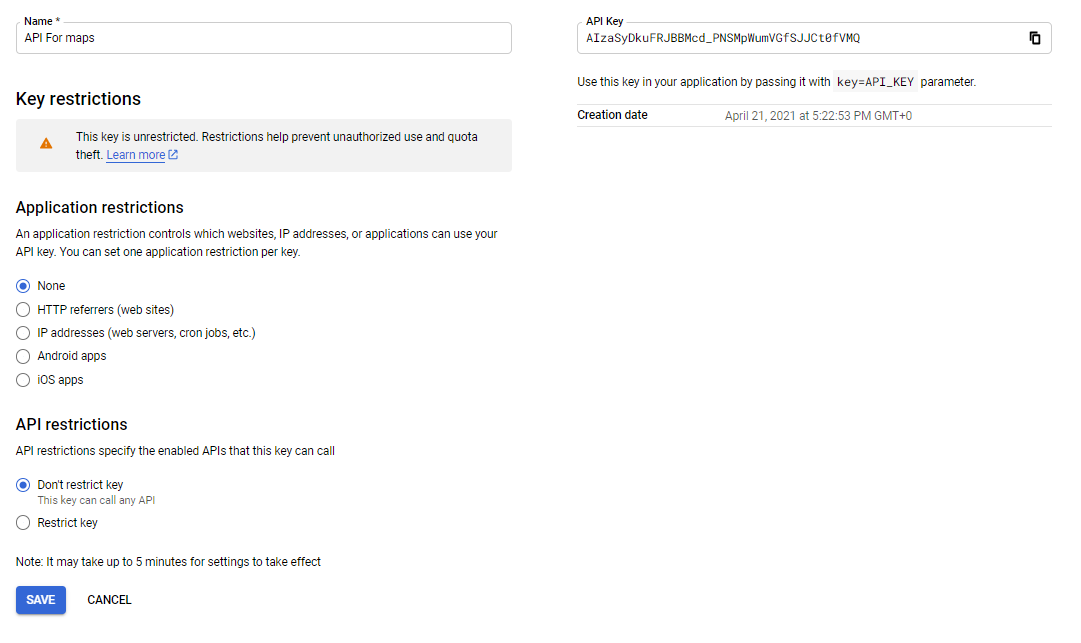 Name *
API For maps
Key restrictions
This key is unrestricted. Restrictions help prevent unauthorized use and quota
theft. Learn more
Application restrictions
An application restriction controls which websites, IP addresses, or applications can use your
API key. You can set one application restriction per key.
None
HTTP referrers (web sites)
IP addresses (web servers, cron jobs, etc.)
Android apps
iOS apps
API restrictions
API restrictions specify the enabled APIs that this key can call
Don't restrict key
This key can call any API
Restrict key
Note: It may take up to 5 minutes for settings to take effect
SAVE CANCEL
API Key
AIzaSyDkuFRJBBMcd_PNSMpWumVGfSJJCt0fVMQ
Use this key in your application by passing it with key=API_KEY parameter.
Creation date April 21, 2021 at 5:22:53 PM GMT+0